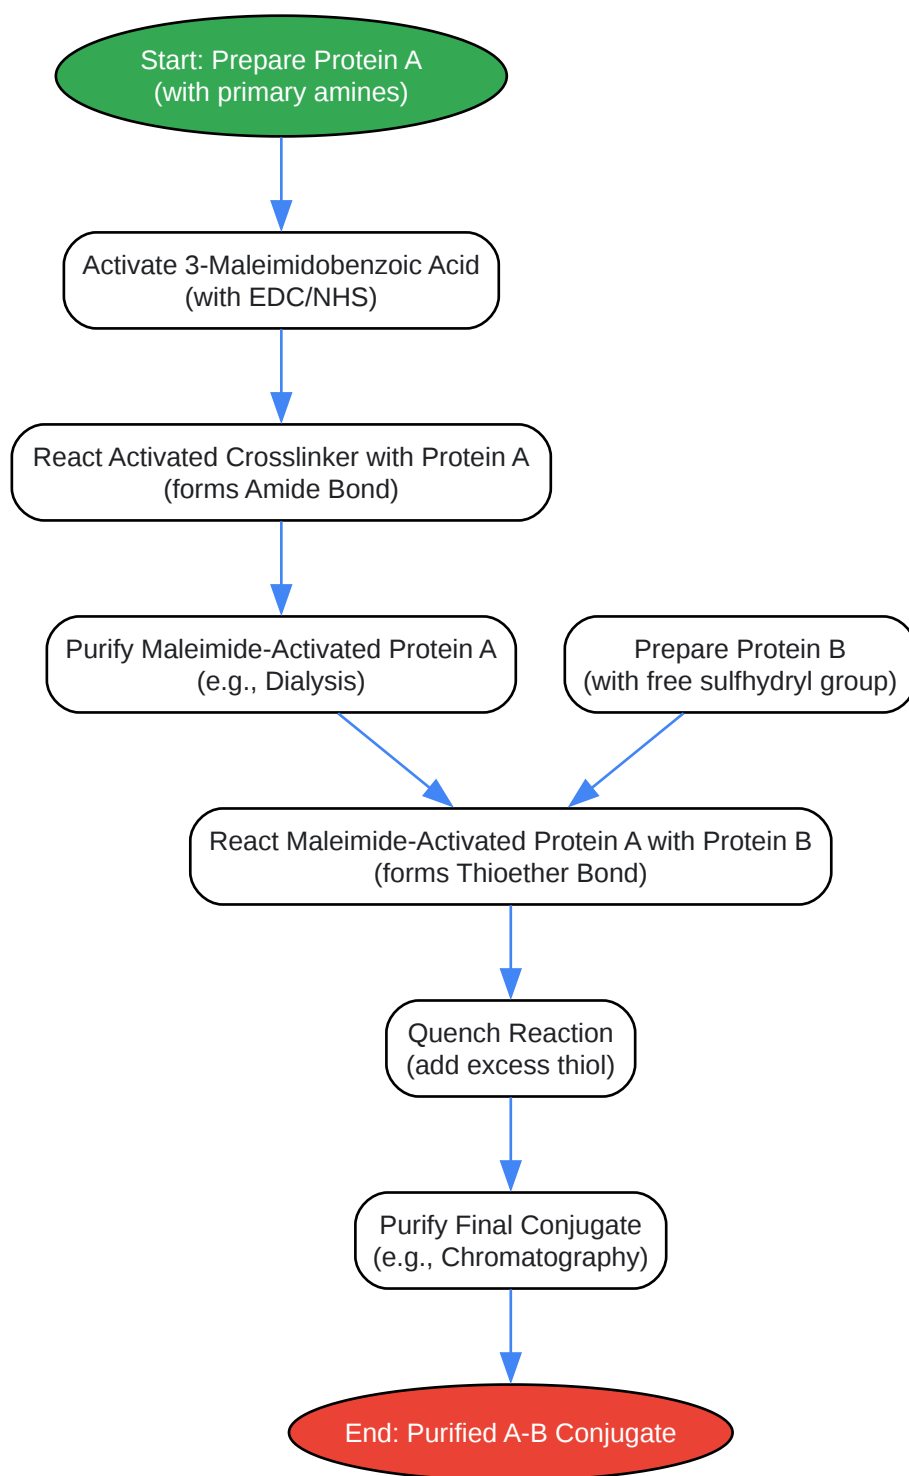 Start: Prepare Protein A
(with primary amines)
Activate 3-Maleimidobenzoic Acid
(with EDC/NHS)
React Activated Crosslinker with Protein A
(forms Amide Bond)
Purify Maleimide-Activated Protein A
(e.g., Dialysis)
Prepare Protein B
(with free sulfhydryl group)
React Maleimide-Activated Protein A with Protein B
(forms Thioether Bond)
Quench Reaction
(add excess thiol)
Purify Final Conjugate
(e.g., Chromatography)
End: Purified A-B Conjugate